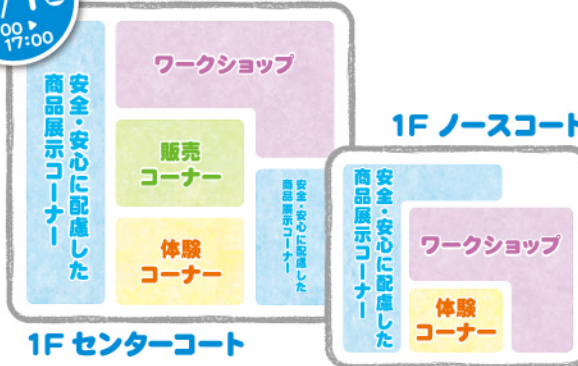 17:00
ワークショップ
安全・安心に配慮した
商品展示コーナー
販売
コーナー
体験
コーナー
安全・安心に配慮した
商品展示コーナー
1F センターコート
1F ノースコート
安全・安心に配慮した
商品展示コーナー
ワークショップ
体験
コーナー